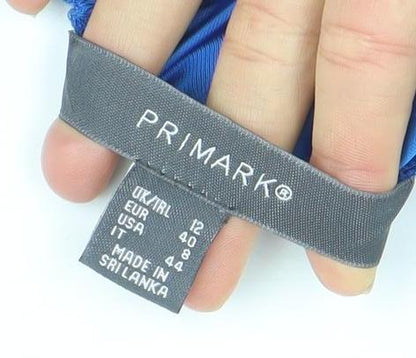 PRIMARK®
UK/IRL 12
EUR 40
USA 8
IT 44
MADE IN
SRI LANKA